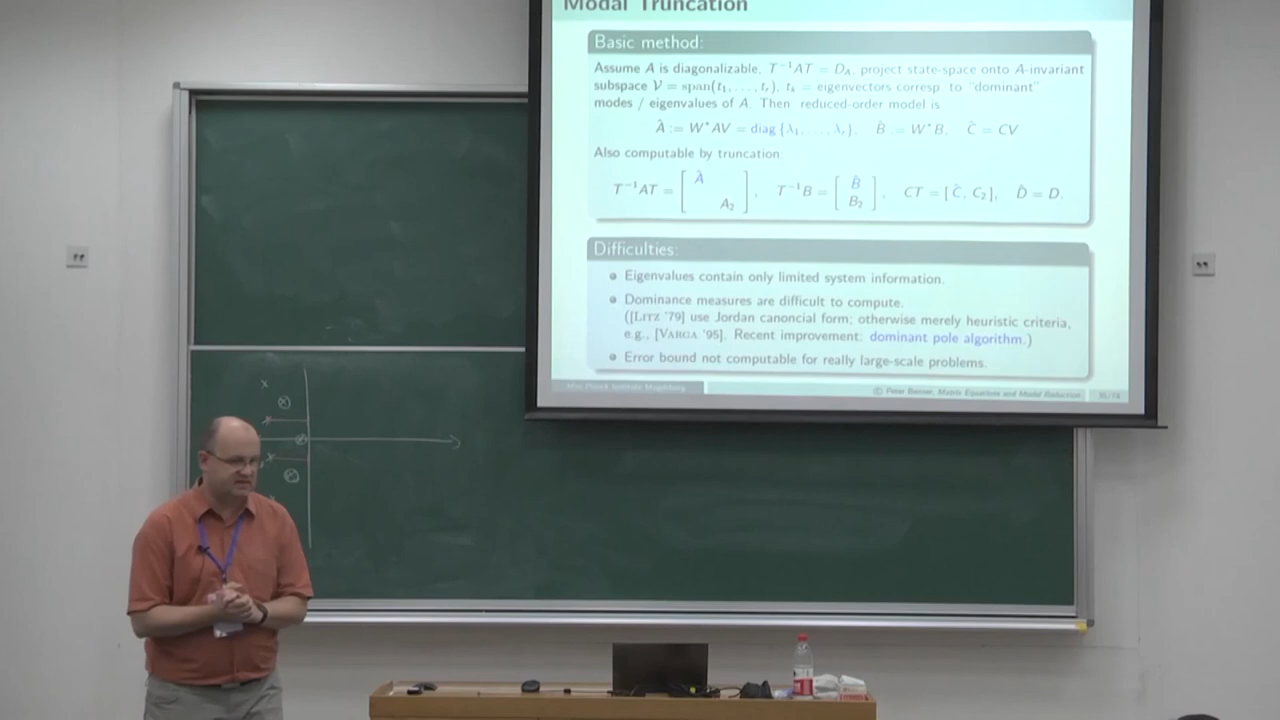 Modal Truncation
Basic method:
Assume A is diagonalizable, T⁻¹AT = D_A, project state-space onto A-invariant
subspace V = span(t₁, . . . , tᵣ), tₖ = eigenvectors corresp. to "dominant"
modes / eigenvalues of A. Then reduced-order model is
Â := W*AV = diag {λ₁, . . . , λᵣ}, B̂ := W*B, Ĉ = CV
Also computable by truncation:
T⁻¹AT = [ Â A₂ ], T⁻¹B = [ B̂ B₂ ], CT = [ Ĉ, C₂ ], D̂ = D.
Difficulties:
Eigenvalues contain only limited system information.
Dominance measures are difficult to compute.
([Litz '79] use Jordan canoncial form; otherwise merely heuristic criteria,
e.g., [Varga '95]. Recent improvement: dominant pole algorithm.)
Error bound not computable for really large-scale problems.
Max Planck Institute Magdeburg
© Peter Benner, Matrix Equations and Model Reduction